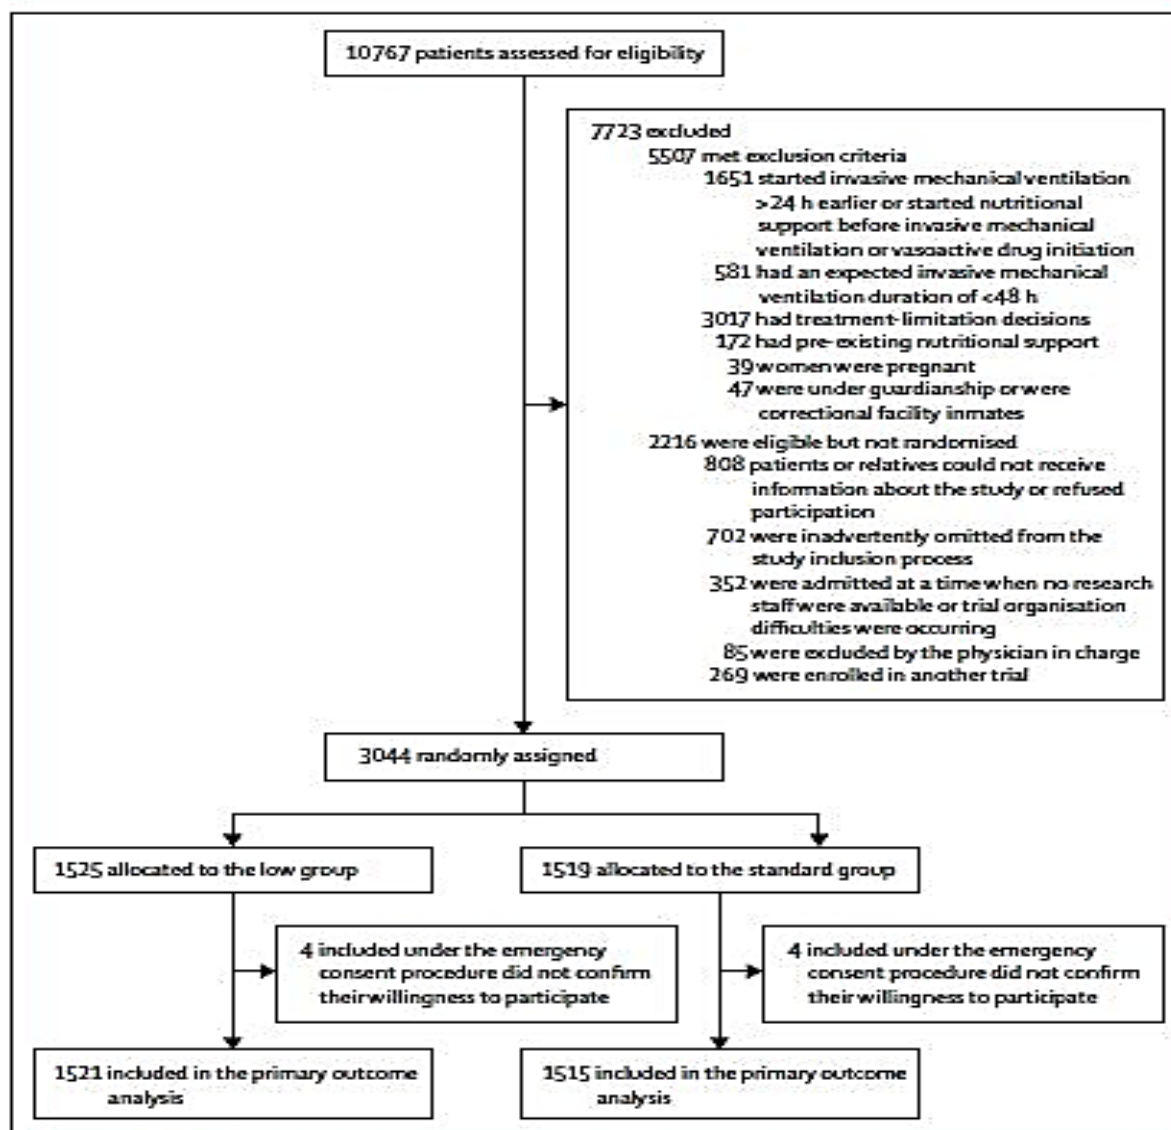 10767 patients assessed for eligibility
7723 excluded
5507 met exclusion criteria
1651 started invasive mechanical ventilation
>24 h earlier or started nutritional
support before invasive mechanical
ventilation or vasoactive drug initiation
581 had an expected invasive mechanical
ventilation duration of <48 h
3017 had treatment-limitation decisions
172 had pre-existing nutritional support
39 women were pregnant
47 were under guardianship or were
correctional facility inmates
2216 were eligible but not randomised
808 patients or relatives could not receive
information about the study or refused
participation
702 were inadvertently omitted from the
study inclusion process
352 were admitted at a time when no research
staff were available or trial organisation
difficulties were occurring
85 were excluded by the physician in charge
269 were enrolled in another trial
3044 randomly assigned
1525 allocated to the low group
1519 allocated to the standard group
4 included under the emergency
consent procedure did not confirm
their willingness to participate
4 included under the emergency
consent procedure did not confirm
their willingness to participate
1521 included in the primary outcome
analysis
1515 included in the primary outcome
analysis